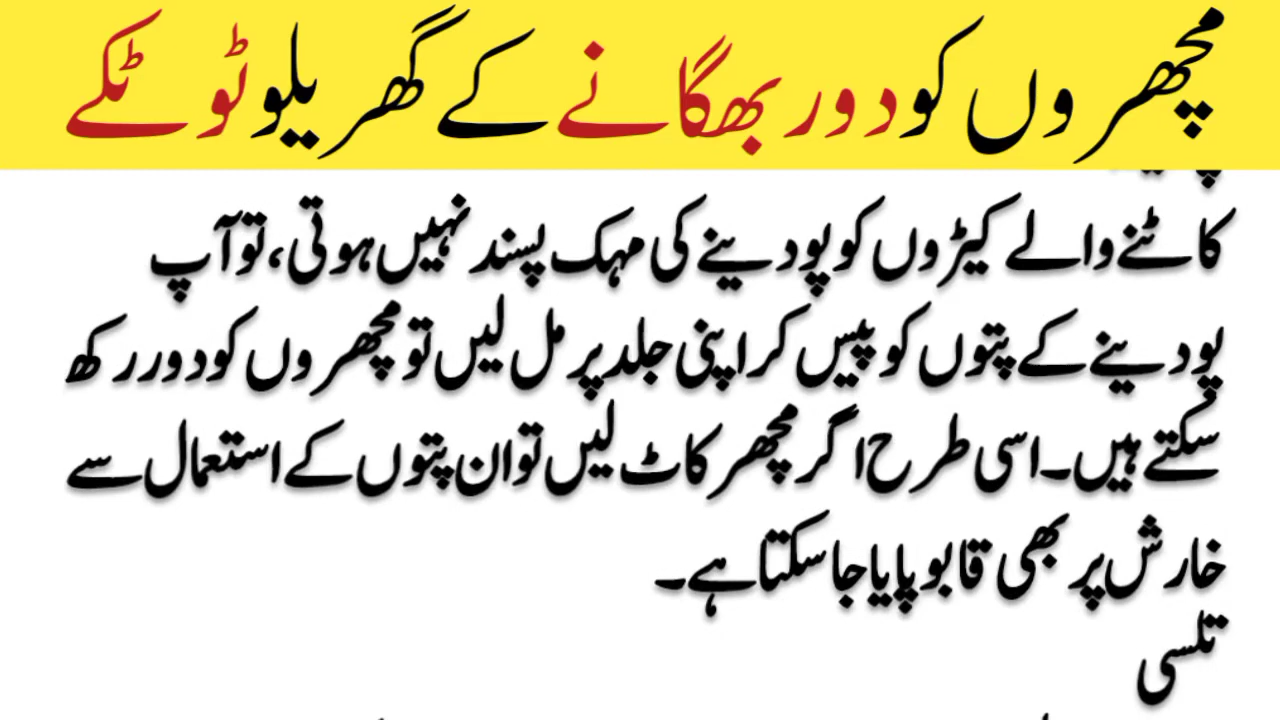 مچھروں کو دور بھگانے کے گھریلو ٹوٹکے
کاٹنے والے کیڑوں کو پودینے کی مہک پسند نہیں ہوتی، تو آپ
پودینے کے پتوں کو پیس کر اپنی جلد پر مل لیں تو مچھروں کو دور رکھ
سکتے ہیں۔ اسی طرح اگر مچھر کاٹ لیں تو ان پتوں کے استعمال سے
خارش پر بھی قابو پایا جا سکتا ہے۔
تلسی